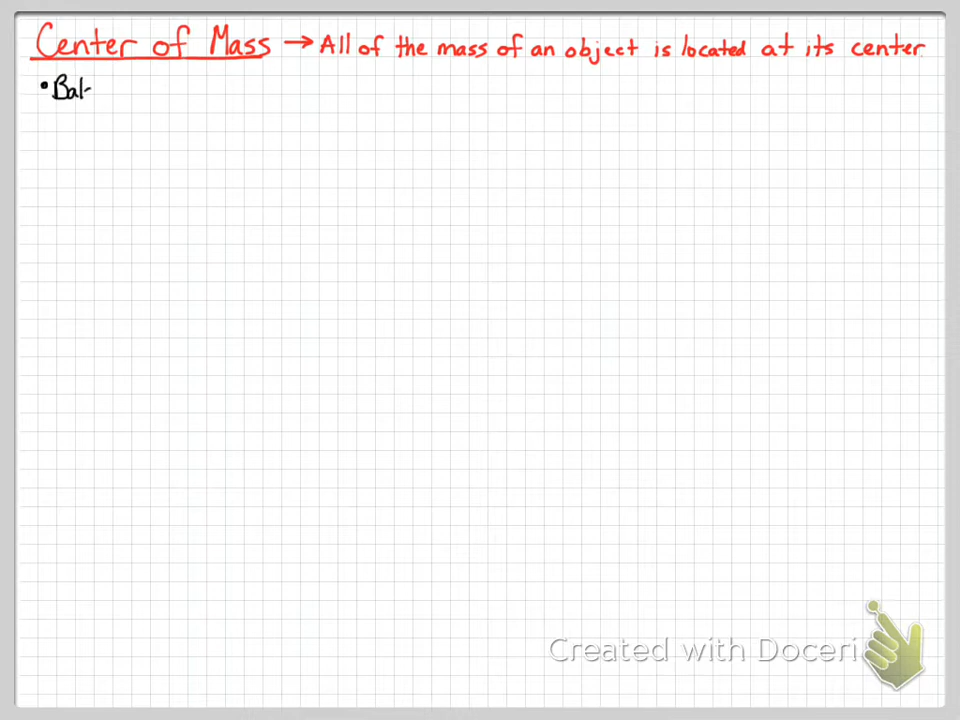 Center of Mass → All of the mass of an object is located at its center.
• Bal
Created with Doceri